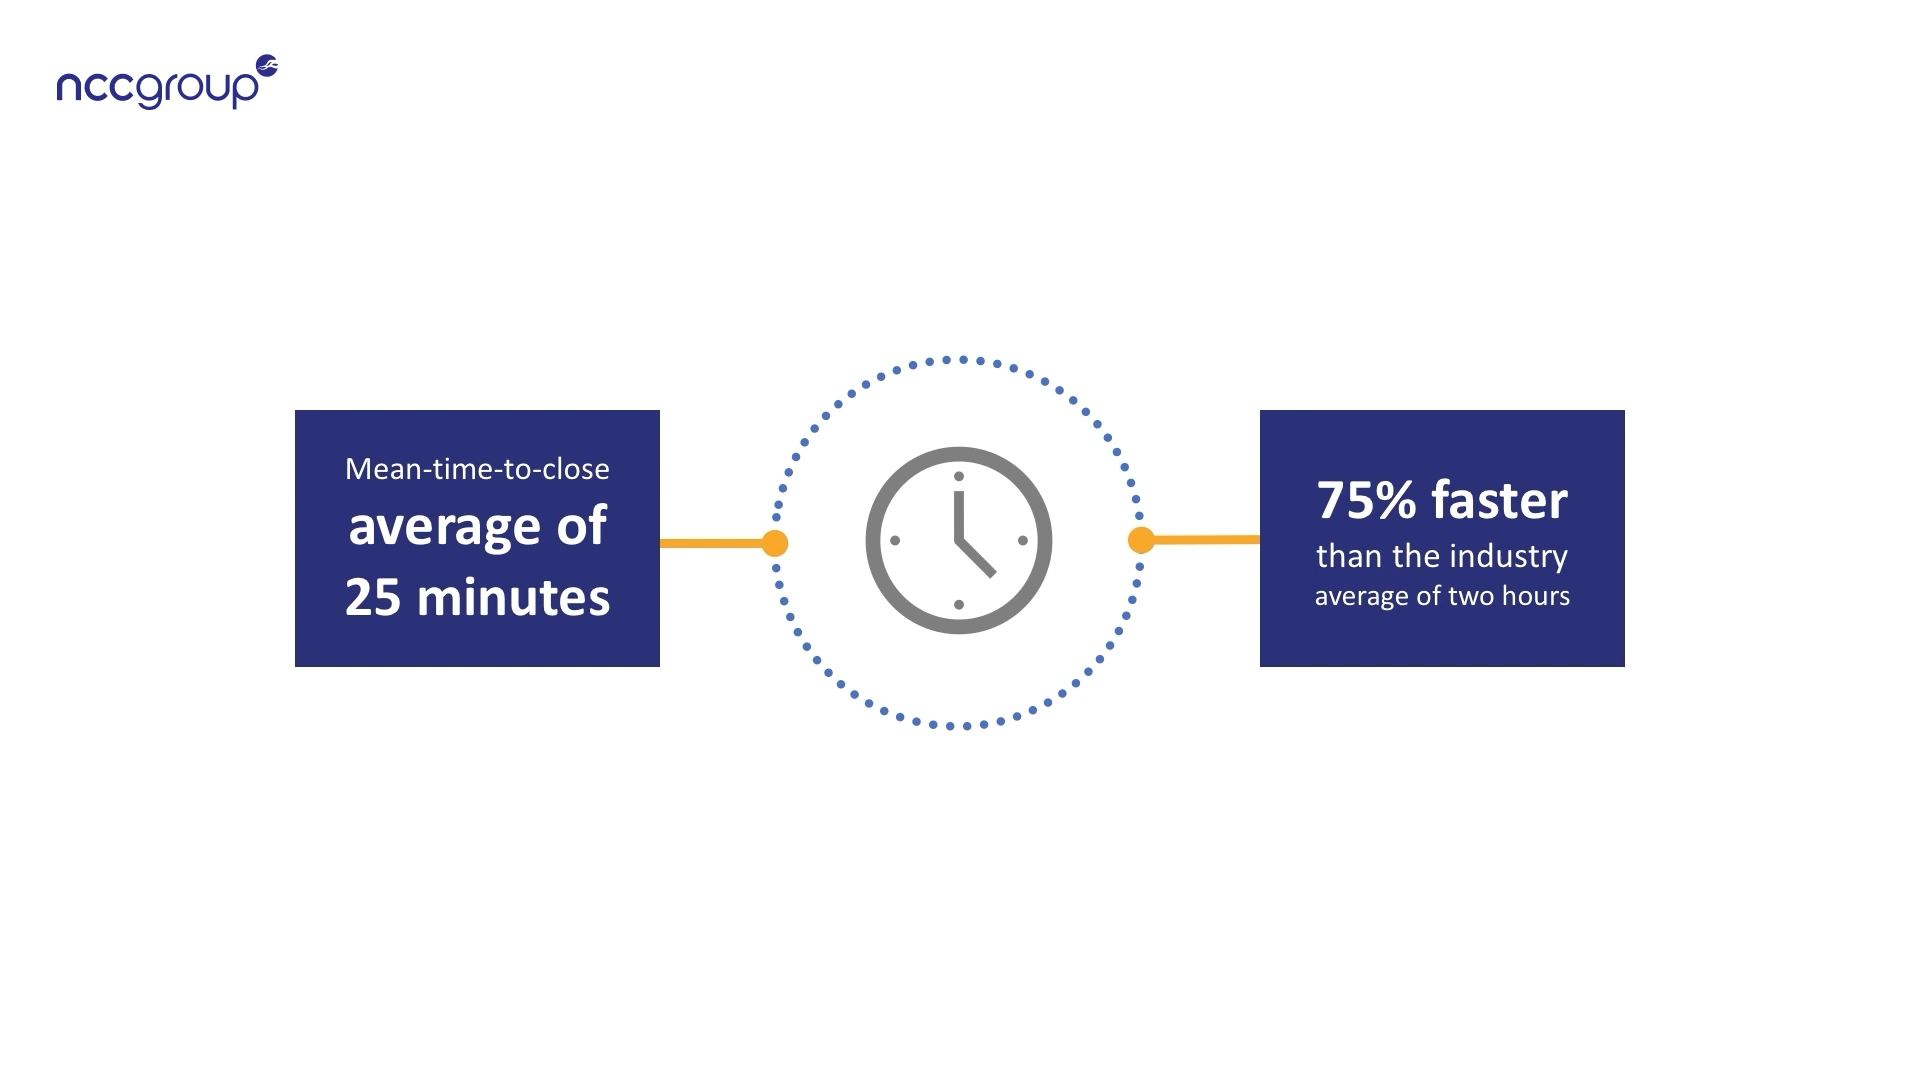 nccgroup
Mean-time-to-close
average of
25 minutes
75% faster
than the industry
average of two hours